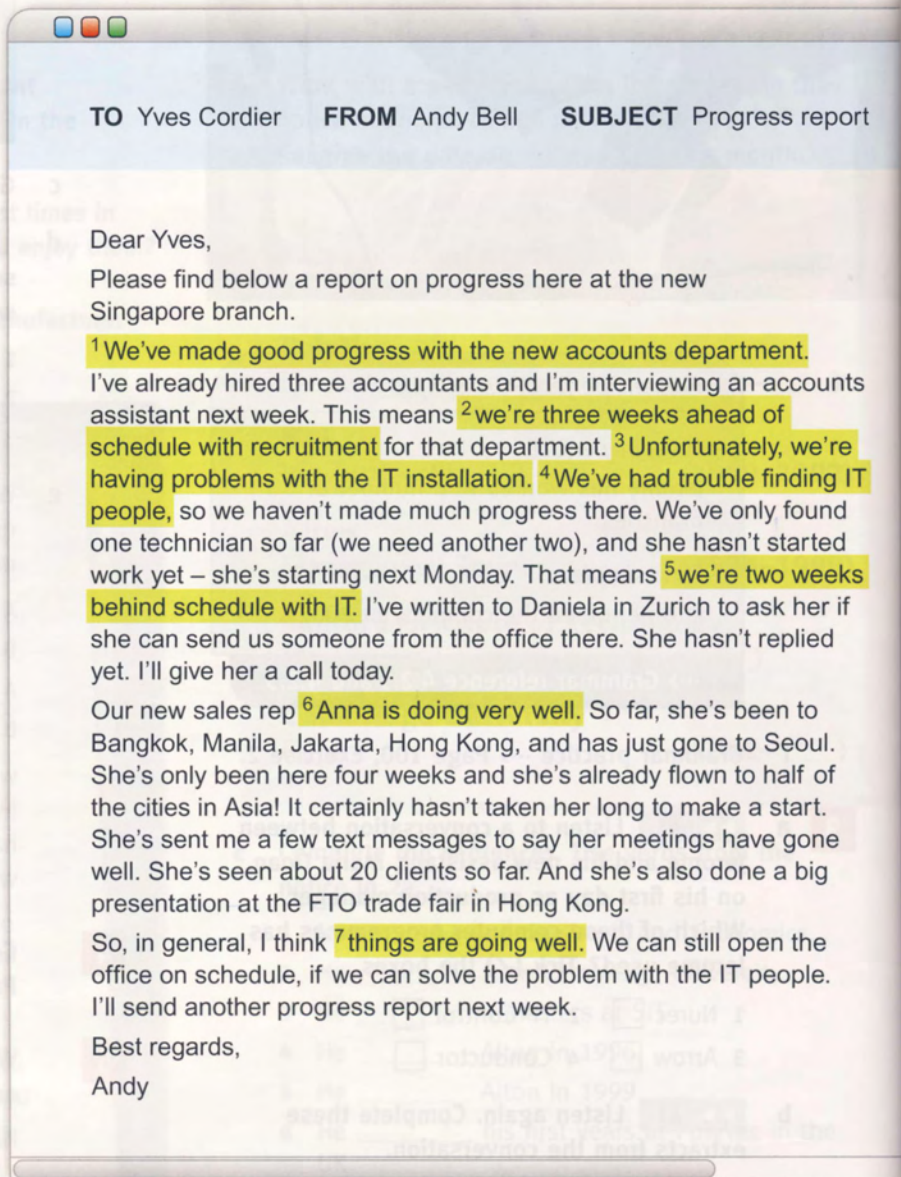 TO Yves Cordier FROM Andy Bell SUBJECT Progress report
Dear Yves,
Please find below a report on progress here at the new
Singapore branch.
1 We've made good progress with the new accounts department.
I've already hired three accountants and I'm interviewing an accounts
assistant next week. This means 2 we're three weeks ahead of
schedule with recruitment for that department. 3 Unfortunately, we're
having problems with the IT installation. 4 We've had trouble finding IT
people, so we haven't made much progress there. We've only found
one technician so far (we need another two), and she hasn't started
work yet – she's starting next Monday. That means 5 we're two weeks
behind schedule with IT. I've written to Daniela in Zurich to ask her if
she can send us someone from the office there. She hasn't replied
yet. I'll give her a call today.
Our new sales rep 6 Anna is doing very well. So far, she's been to
Bangkok, Manila, Jakarta, Hong Kong, and has just gone to Seoul.
She's only been here four weeks and she's already flown to half of
the cities in Asia! It certainly hasn't taken her long to make a start.
She's sent me a few text messages to say her meetings have gone
well. She's seen about 20 clients so far. And she's also done a big
presentation at the FTO trade fair in Hong Kong.
So, in general, I think 7 things are going well. We can still open the
office on schedule, if we can solve the problem with the IT people.
I'll send another progress report next week.
Best regards,
Andy